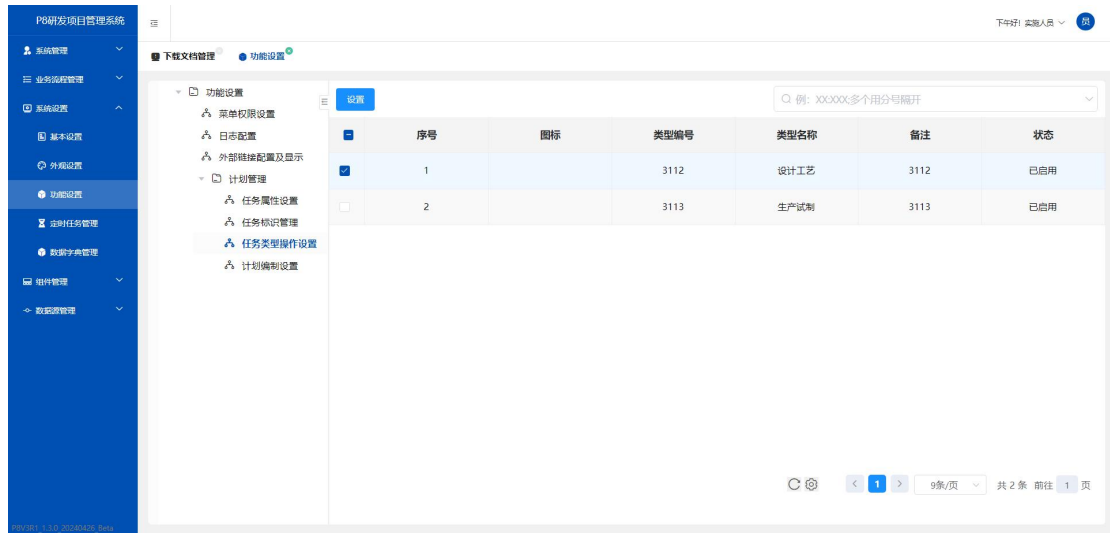 P8研发项目管理系统
下午好! 实施人员
员
系统管理
下载文档管理
功能设置
业务流程管理
系统设置
基本设置
外观设置
功能设置
定时任务管理
数据字典管理
组件管理
数据源管理
P8V3R1_1.3.0_20240426_Beta
功能设置
菜单权限设置
日志配置
外部链接配置及显示
计划管理
任务属性设置
任务标识管理
任务类型操作设置
计划编制设置
设置
例: XX:XXX;多个用分号隔开
序号 图标 类型编号 类型名称 备注 状态
1 3112 设计工艺 3112 已启用
2 3113 生产试制 3113 已启用
1 9条/页 共 2 条 前往 1 页